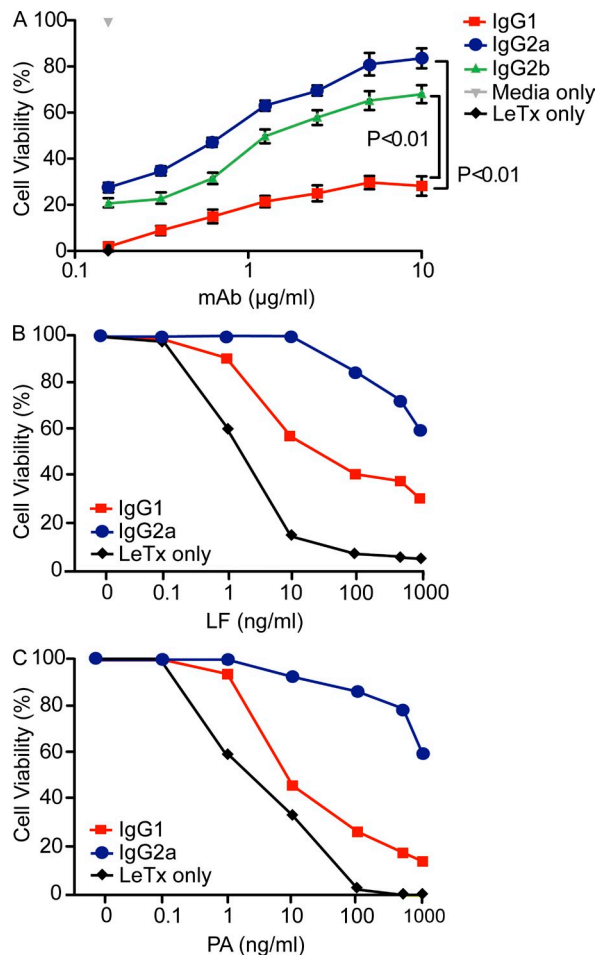 A
100
80
60
40
20
0
Cell Viability (%)
0.1
1
10
mAb (µg/ml)
IgG1
IgG2a
IgG2b
Media only
LeTx only
P<0.01
P<0.01
B
100
80
60
40
20
0
Cell Viability (%)
IgG1
IgG2a
LeTx only
0 0.1 1 10 100 1000
LF (ng/ml)
C
100
80
60
40
20
0
Cell Viability (%)
IgG1
IgG2a
LeTx only
0 0.1 1 10 100 1000
PA (ng/ml)